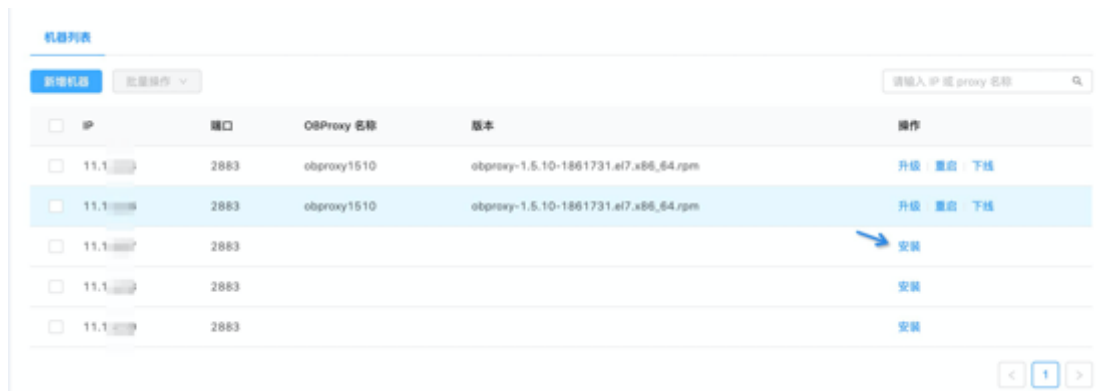 机器列表
新增机器 批量操作 请输入 IP 或 proxy 名称
IP 端口 OBProxy 名称 版本 操作
11.1 2883 obproxy1510 obproxy-1.5.10-1861731.el7.x86_64.rpm 升级 重启 下线
11.1 2883 obproxy1510 obproxy-1.5.10-1861731.el7.x86_64.rpm 升级 重启 下线
11.1 2883 安装
11.1 2883 安装
11.1 2883 安装
< 1 >